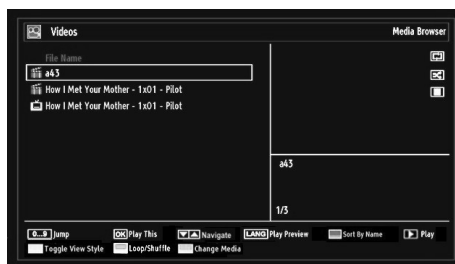 Videos
Media Browser
File Name
a43
How I Met Your Mother - 1x01 - Pilot
How I Met Your Mother - 1x01 - Pilot
a43
1/3
0...9 Jump OK Play This Navigate LANG Play Preview Sort By Name Play
Toggle View Style Loop/Shuffle Change Media